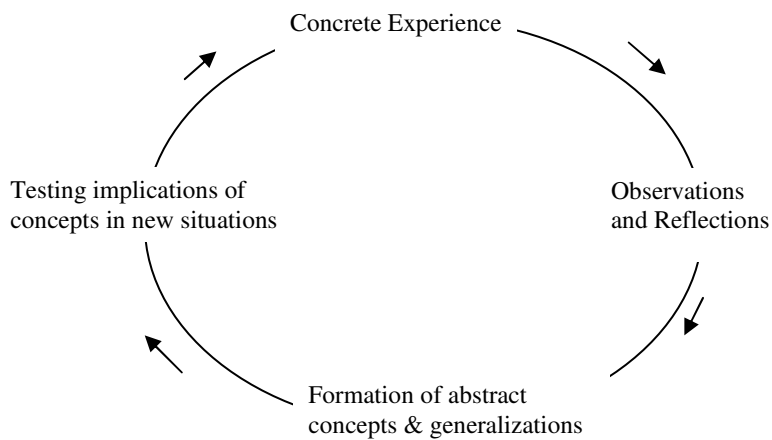 Concrete Experience
Observations
and Reflections
Formation of abstract
concepts & generalizations
Testing implications of
concepts in new situations